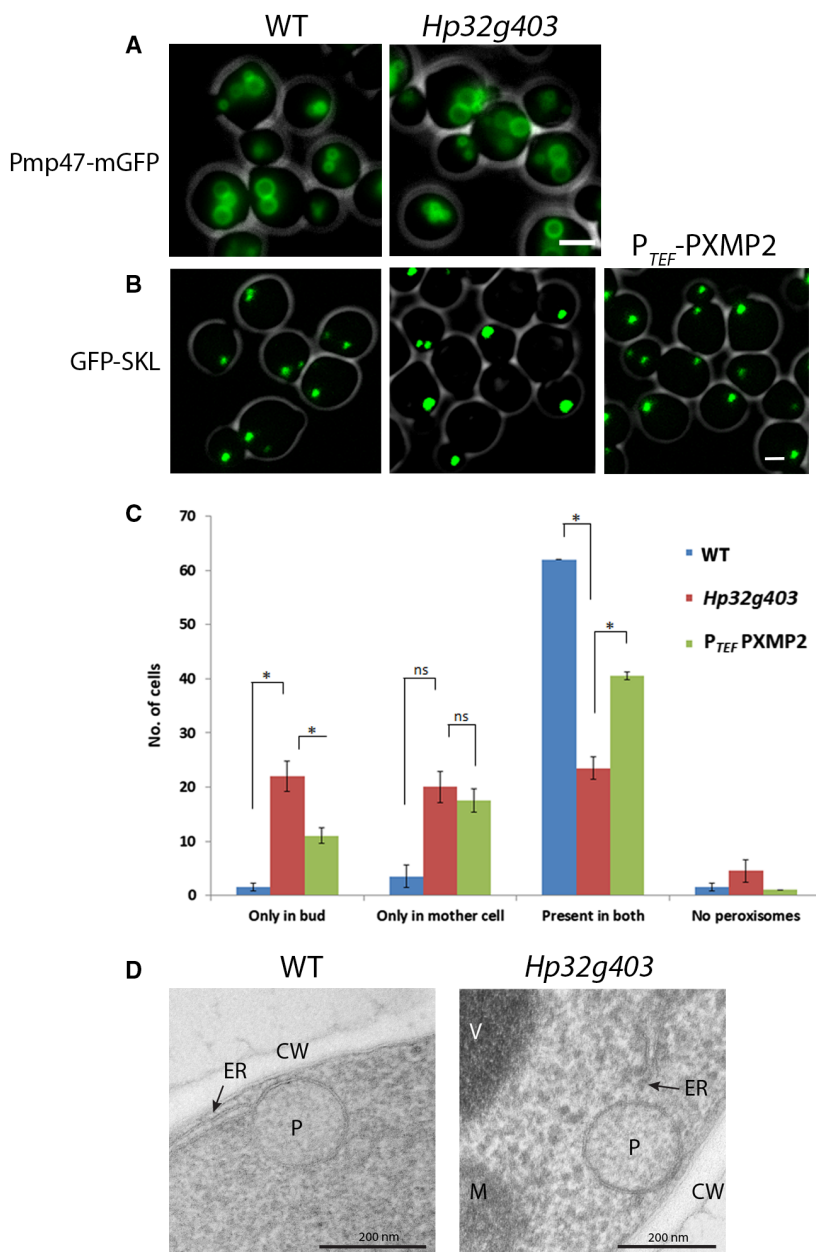 WT
Hp32g403
A
Pmp47-mGFP
P_TEF-PXMP2
B
GFP-SKL
C
70
60
50
40
30
20
10
0
No. of cells
*
*
ns
ns
*
*
WT
Hp32g403
P_TEF PXMP2
Only in bud
Only in mother cell
Present in both
No peroxisomes
D
WT
Hp32g403
CW
ER
P
200 nm
V
ER
P
M
CW
200 nm